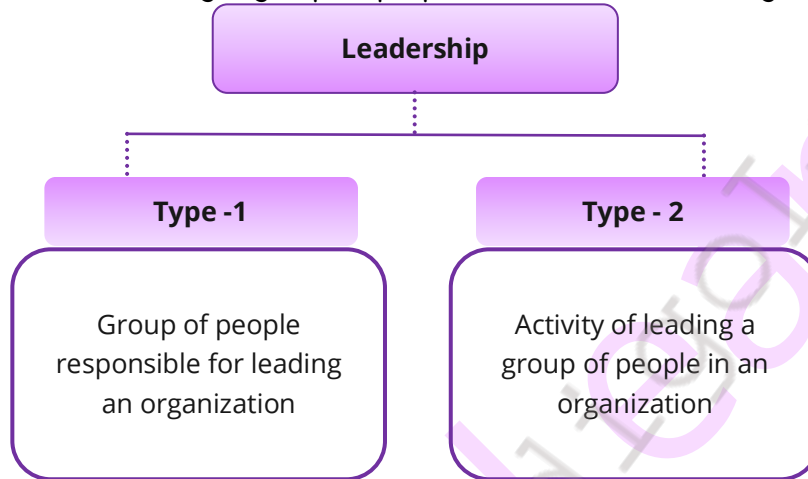 Leadership
Type -1
Type - 2
Group of people
responsible for leading
an organization
Activity of leading a
group of people in an
organization